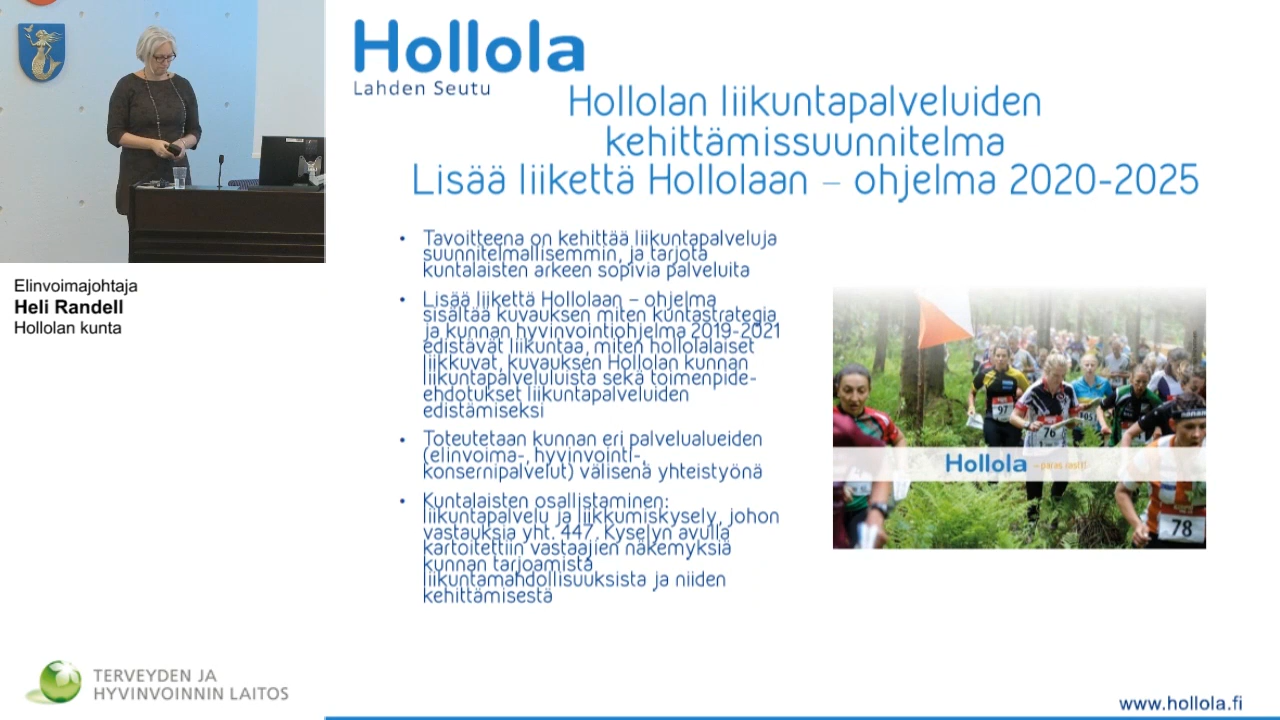 Hollola
Lahden Seutu
Hollolan liikuntapalveluiden
kehittämissuunnitelma
Lisää liikettä Hollolaan – ohjelma 2020-2025
Elinvoimajohtaja
Heli Randell
Hollolan kunta
• Tavoitteena on kehittää liikuntapalveluja
suunnitelmallisemmin, ja tarjota
kuntalaisten arkeen sopivia palveluita
• Lisää liikettä Hollolaan – ohjelma
sisältää kuvauksen miten kuntastrategia
ja kunnan hyvinvointiohjelma 2019-2021
edistävät liikuntaa, miten hollolalaiset
liikkuvat, kuvauksen Hollolan kunnan
liikuntapalveluluista sekä toimenpide-
ehdotukset liikuntapalveluiden
edistämiseksi
• Toteutetaan kunnan eri palvelualueiden
(elinvoima-, hyvinvointi-,
konsernipalvelut) välisenä yhteistyönä
• Kuntalaisten osallistaminen:
liikuntapalvelu ja liikkumiskysely, johon
vastauksia yht. 447. Kyselyn avulla
kartoitettiin vastaajien näkemyksiä
kunnan tarjoamista
liikuntamahdollisuuksista ja niiden
kehittämisestä
97
76
105
Hollola – paras rasti!
78
TERVEYDEN JA
HYVINVOINNIN LAITOS
www.hollola.fi